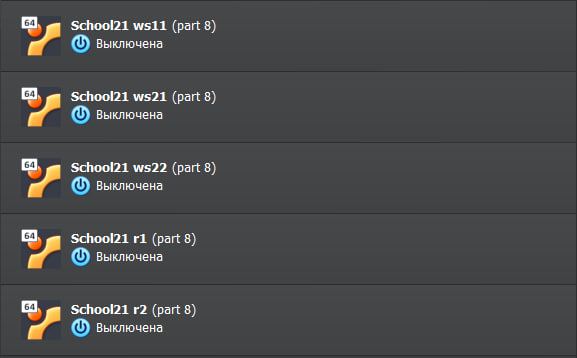 64
School21 ws11 (part 8)
Выключена
64
School21 ws21 (part 8)
Выключена
64
School21 ws22 (part 8)
Выключена
64
School21 r1 (part 8)
Выключена
64
School21 r2 (part 8)
Выключена